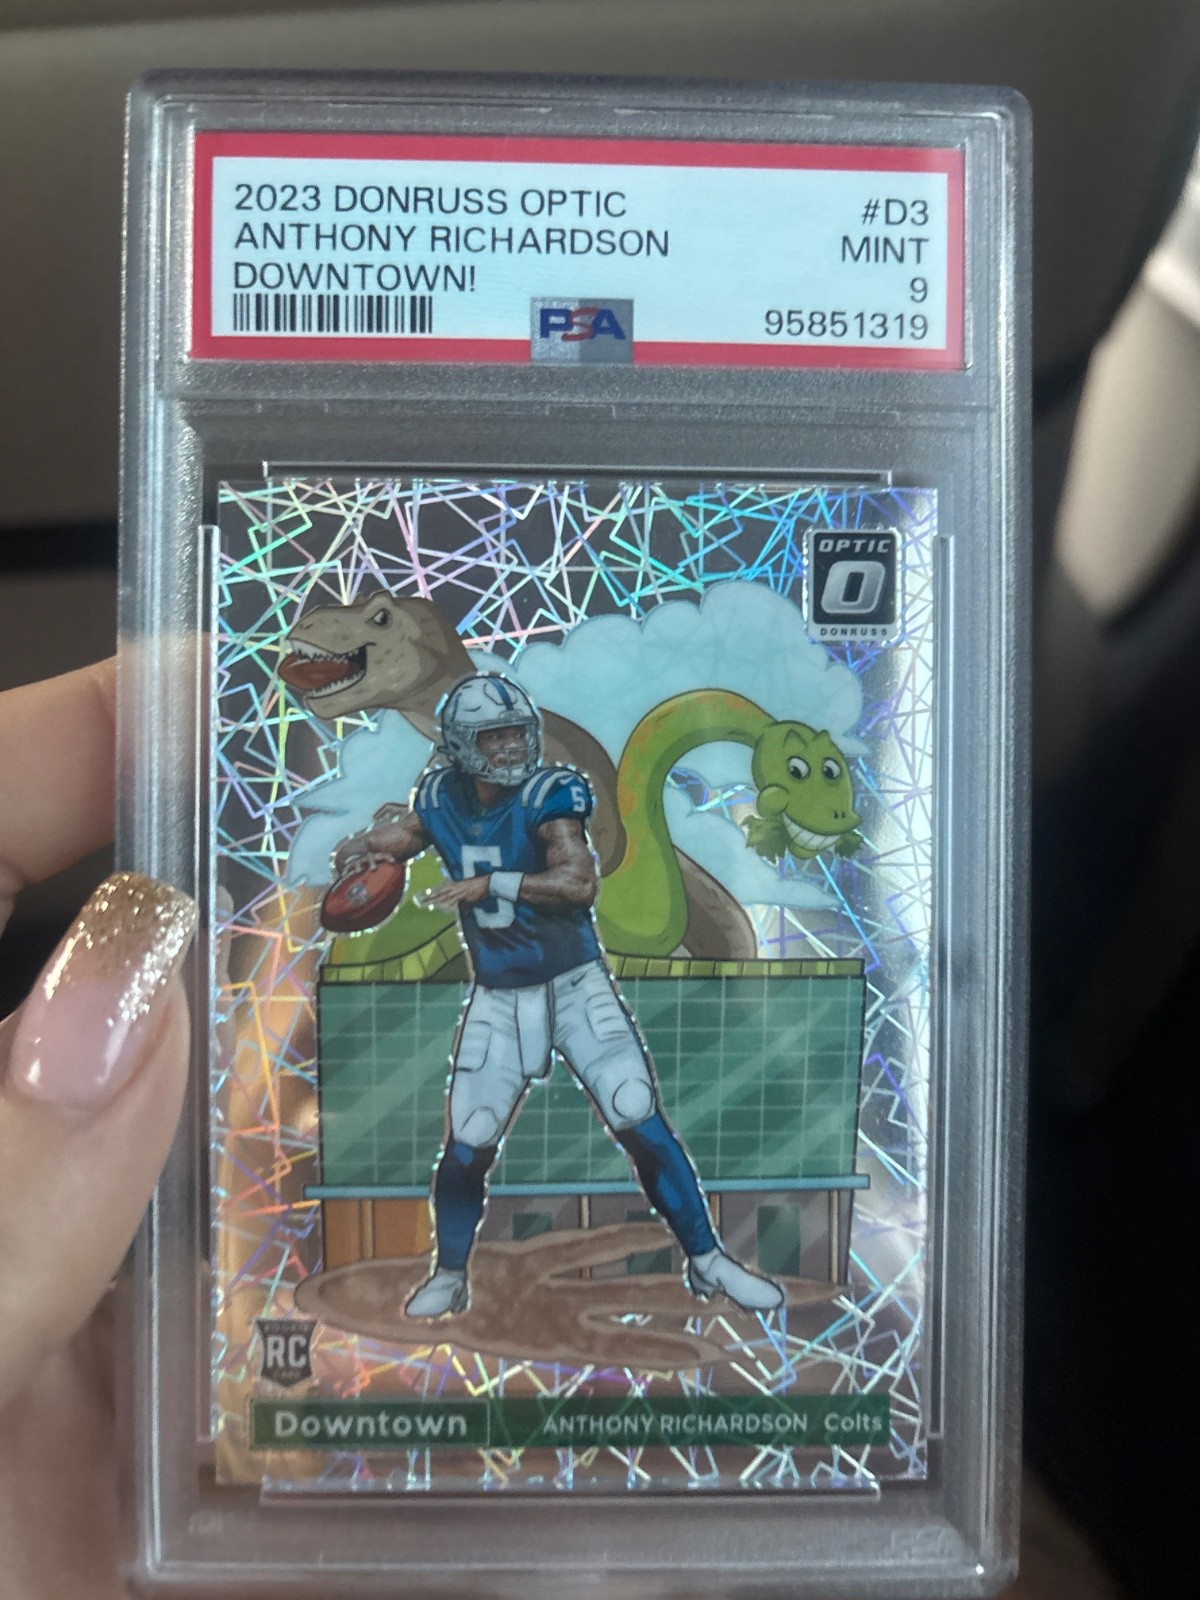 2023 DONRUSS OPTIC #D3
ANTHONY RICHARDSON MINT
DOWNTOWN! 9
PSA 95851319
OPTIC
O
DONRUSS
5
5
RC
Downtown ANTHONY RICHARDSON Colts